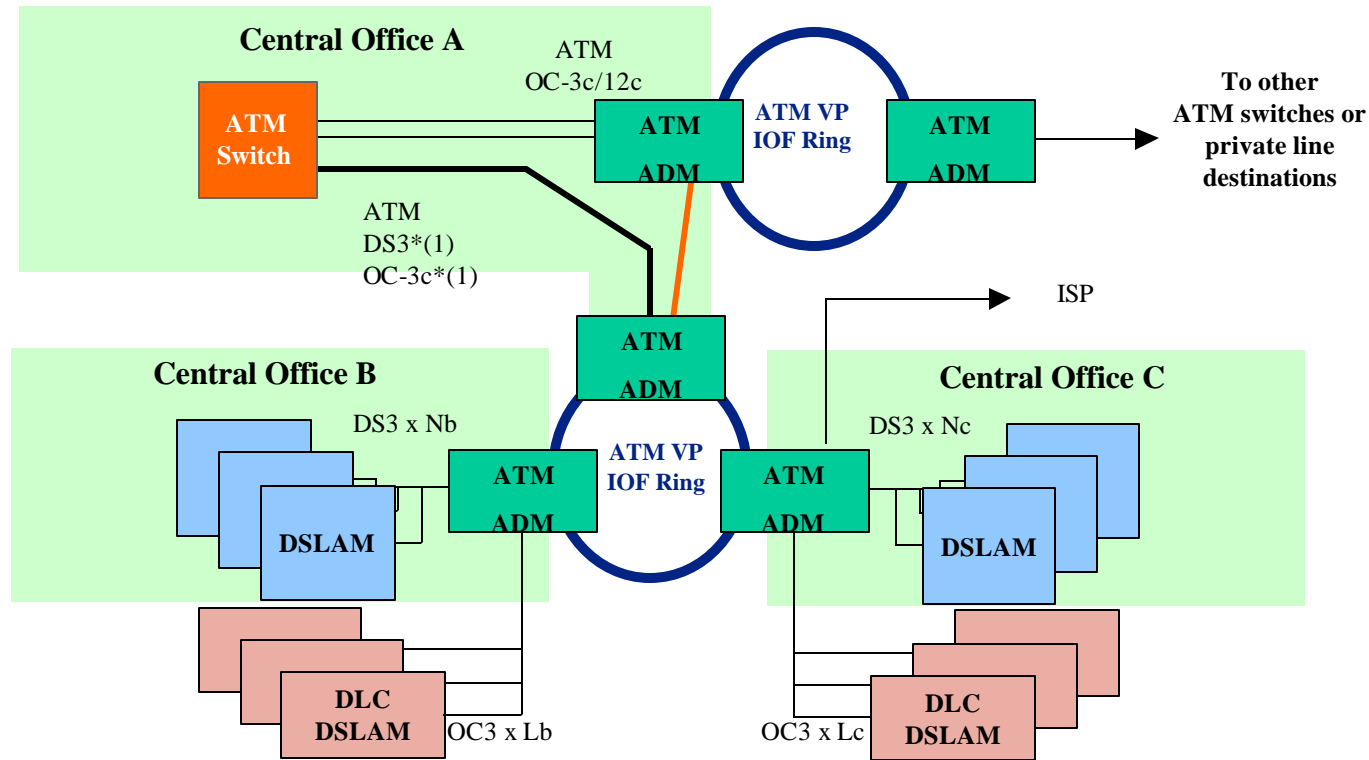 Central Office A
ATM
OC-3c/12c
ATM
Switch
ATM
ADM
ATM VP
IOF Ring
ATM
ADM
To other
ATM switches or
private line
destinations
ATM
DS3*(1)
OC-3c*(1)
ISP
ATM
ADM
Central Office B
DS3 x Nb
ATM
ADM
ATM VP
IOF Ring
ATM
ADM
Central Office C
DS3 x Nc
DSLAM
DSLAM
DLC
DSLAM
OC3 x Lb
OC3 x Lc
DLC
DSLAM